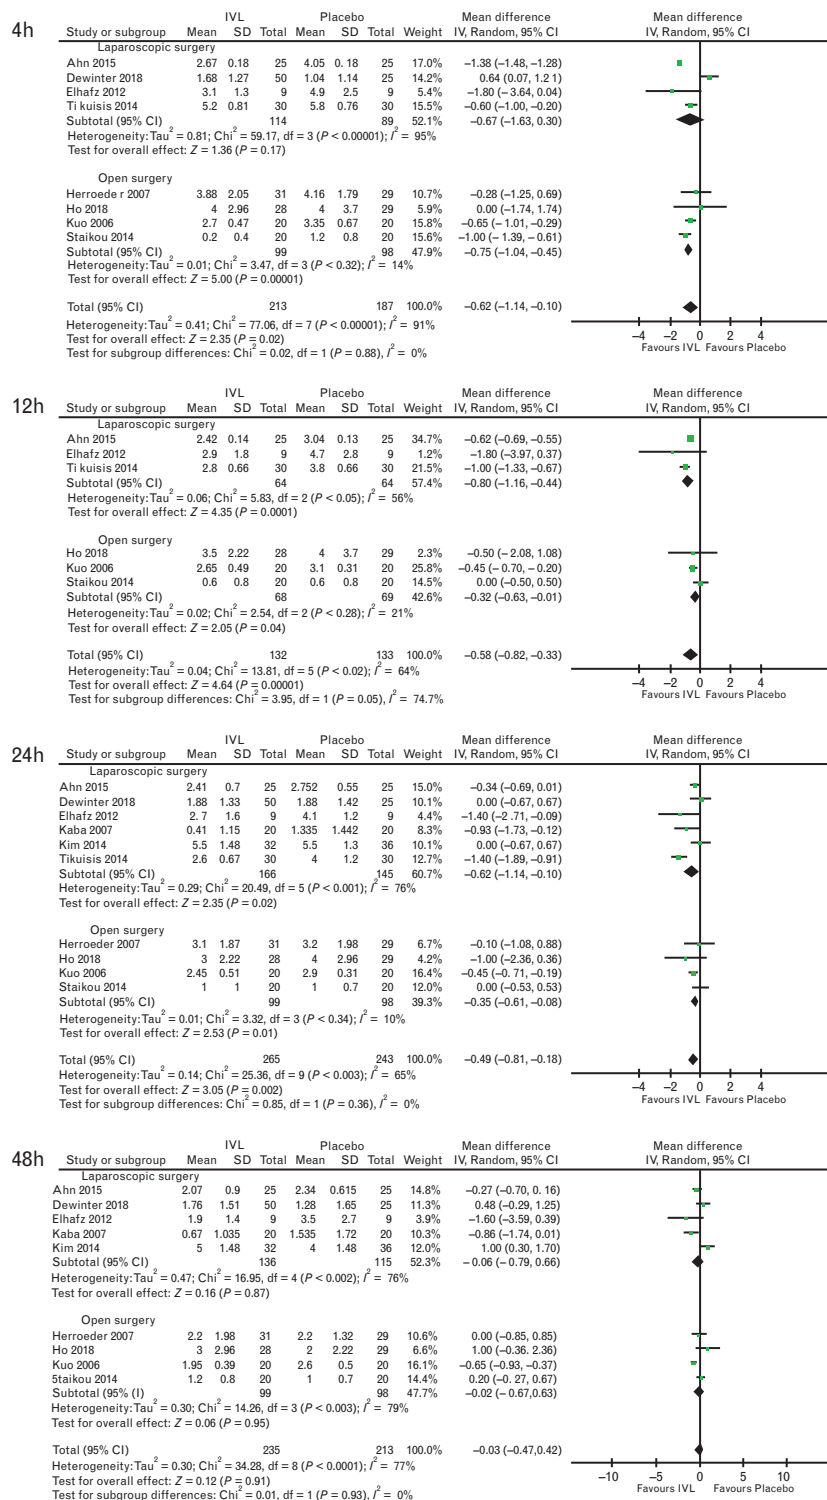 4h
IVL Placebo Mean difference Mean difference
Study or subgroup Mean SD Total Mean SD Total Weight IV, Random, 95% CI IV, Random, 95% CI
Laparoscopic surgery
Ahn 2015 2.67 0.18 25 4.05 0.18 25 17.0% −1.38 (−1.48, −1.28)
Dewinter 2018 1.68 1.27 50 1.04 1.14 25 14.2% 0.64 (0.07, 1.2 1)
Elhafz 2012 3.1 1.3 9 4.9 2.5 9 4.9% −1.80 (−3.64, 0.04)
Ti kuisis 2014 5.2 0.81 30 5.8 0.76 30 15.5% −0.60 (−1.00, −0.20)
Subtotal (95% CI) 114 89 52.1% −0.67 (−1.63, 0.30)
Heterogeneity:Tau² = 0.81; Chi² = 59.17, df = 3 (P < 0.00001); I² = 95%
Test for overall effect: Z = 1.36 (P = 0.17)
Open surgery
Herroede r 2007 3.88 2.05 31 4.16 1.79 29 10.7% −0.28 (−1.25, 0.69)
Ho 2018 4 2.96 28 4 3.7 29 5.9% 0.00 (−1.74, 1.74)
Kuo 2006 2.7 0.47 20 3.35 0.67 20 15.8% −0.65 (− 1.01, −0.29)
Staikou 2014 0.2 0.4 20 1.2 0.8 20 15.6% −1.00 (− 1.39, − 0.61)
Subtotal (95% CI) 99 98 47.9% −0.75 (−1.04, −0.45)
Heterogeneity:Tau² = 0.01; Chi² = 3.47, df = 3 (P < 0.32); I² = 14%
Test for overall effect: Z = 5.00 (P = 0.00001)
Total (95% CI) 213 187 100.0% −0.62 (−1.14, −0.10)
Heterogeneity:Tau² = 0.41; Chi² = 77.06, df = 7 (P < 0.00001); I² = 91%
Test for overall effect: Z = 2.35 (P = 0.02)
Test for subgroup differences: Chi² = 0.02, df = 1 (P = 0.88), I² = 0%
−4 −2 0 2 4
Favours IVL Favours Placebo
12h
IVL Placebo Mean difference Mean difference
Study or subgroup Mean SD Total Mean SD Total Weight IV, Random, 95% CI IV, Random, 95% CI
Laparoscopic surgery
Ahn 2015 2.42 0.14 25 3.04 0.13 25 34.7% −0.62 (−0.69, −0.55)
Elhafz 2012 2.9 1.8 9 4.7 2.8 9 1.2% −1.80 (−3.97, 0.37)
Ti kuisis 2014 2.8 0.66 30 3.8 0.66 30 21.5% −1.00 (−1.33, −0.67)
Subtotal (95% CI) 64 64 57.4% −0.80 (−1.16, −0.44)
Heterogeneity:Tau² = 0.06; Chi² = 5.83, df = 2 (P < 0.05); I² = 56%
Test for overall effect: Z = 4.35 (P = 0.0001)
Open surgery
Ho 2018 3.5 2.22 28 4 3.7 29 2.3% −0.50 (− 2.08, 1.08)
Kuo 2006 2.65 0.49 20 3.1 0.31 20 25.8% −0.45 (− 0.70, − 0.20)
Staikou 2014 0.6 0.8 20 0.6 0.8 20 14.5% 0.00 (−0.50, 0.50)
Subtotal (95% CI) 68 69 42.6% −0.32 (−0.63, −0.01)
Heterogeneity:Tau² = 0.02; Chi² = 2.54, df = 2 (P < 0.28); I² = 21%
Test for overall effect: Z = 2.05 (P = 0.04)
Total (95% CI) 132 133 100.0% −0.58 (−0.82, −0.33)
Heterogeneity:Tau² = 0.04; Chi² = 13.81, df = 5 (P < 0.02); I² = 64%
Test for overall effect: Z = 4.64 (P = 0.00001)
Test for subgroup differences: Chi² = 3.95, df = 1 (P = 0.05), I² = 74.7%
−4 −2 0 2 4
Favours IVL Favours Placebo
24h
IVL Placebo Mean difference Mean difference
Study or subgroup Mean SD Total Mean SD Total Weight IV, Random, 95% CI IV, Random, 95% CI
Laparoscopic surgery
Ahn 2015 2.41 0.7 25 2.752 0.55 25 15.0% −0.34 (−0.69, 0.01)
Dewinter 2018 1.88 1.33 50 1.88 1.42 25 10.1% 0.00 (−0.67, 0.67)
Elhafz 2012 2.7 1.6 9 4.1 1.2 9 4.4% −1.40 (−2 .71, −0.09)
Kaba 2007 0.41 1.15 20 1.335 1.442 20 8.3% −0.93 (−1.73, −0.12)
Kim 2014 5.5 1.48 32 5.5 1.3 36 10.1% 0.00 (−0.67, 0.67)
Tikuisis 2014 2.6 0.67 30 4 1.2 30 12.7% −1.40 (−1.89, −0.91)
Subtotal (95% CI) 166 145 60.7% −0.62 (−1.14, −0.10)
Heterogeneity:Tau² = 0.29; Chi² = 20.49, df = 5 (P < 0.001); I² = 76%
Test for overall effect: Z = 2.35 (P = 0.02)
Open surgery
Herroeder 2007 3.1 1.87 31 3.2 1.98 29 6.7% −0.10 (−1.08, 0.88)
Ho 2018 3 2.22 28 4 2.96 29 6.6% −1.00 (−2.36, 0.36)
Kuo 2006 2.45 0.51 20 2.9 0.31 20 16.4% −0.45 (−0. 71, −0.19)
Staikou 2014 1 1 20 1 0.7 20 12.4% 0.00 (−0.53, 0.53)
Subtotal (95% CI) 99 98 39.3% −0.35 (−0.61, −0.08)
Heterogeneity:Tau² = 0.01; Chi² = 3.32, df = 3 (P < 0.34); I² = 10%
Test for overall effect: Z = 2.53 (P = 0.01)
Total (95% CI) 265 243 100.0% −0.49 (−0.81, −0.18)
Heterogeneity:Tau² = 0.14; Chi² = 25.36, df = 9 (P < 0.003); I² = 65%
Test for overall effect: Z = 3.05 (P = 0.002)
Test for subgroup differences: Chi² = 0.85, df = 1 (P = 0.36), I² = 0%
−4 −2 0 2 4
Favours IVL Favours Placebo
48h
IVL Placebo Mean difference Mean difference
Study or subgroup Mean SD Total Mean SD Total Weight IV, Random, 95% CI IV, Random, 95% CI
Laparoscopic surgery
Ahn 2015 2.07 0.9 25 2.34 0.615 25 14.8% −0.27 (−0.70, 0. 16)
Dewinter 2018 1.76 1.51 50 1.28 1.65 25 11.3% 0.48 (−0.29, 1.25)
Elhafz 2012 1.9 1.4 9 3.5 2.7 9 3.9% −1.60 (−3.59, 0.39)
Kaba 2007 0.67 1.035 20 1.535 1.72 20 10.3% −0.86 (−1.74, 0.01)
Kim 2014 5 1.48 32 4 1.48 36 12.0% 1.00 (0.30, 1.70)
Subtotal (95% CI) 136 115 52.3% −0.06 (− 0.79, 0.66)
Heterogeneity:Tau² = 0.47; Chi² = 16.95, df = 4 (P < 0.002); I² = 76%
Test for overall effect: Z = 0.16 (P = 0.87)
Open surgery
Herroeder 2007 2.2 1.98 31 2.2 1.32 29 10.6% 0.00 (−0.85, 0.85)
Ho 2018 3 2.96 28 2 2.22 29 6.6% 1.00 (−0.36, 2.36)
Kuo 2006 1.95 0.39 20 2.6 0.5 20 16.1% −0.65 (−0.93, −0.37)
5taikou 2014 1.2 0.8 20 1 0.7 20 14.4% 0.20 (−0. 27, 0.67)
Subtotal (95% (I) 99 98 47.7% −0.02 (− 0.67,0.63)
Heterogeneity:Tau² = 0.30; Chi² = 14.26, df = 3 (P < 0.003); I² = 79%
Test for overall effect: Z = 0.06 (P = 0.95)
Total (95% CI) 235 213 100.0% −0.03 (−0.47,0.42)
Heterogeneity:Tau² = 0.30; Chi² = 34.28, df = 8 (P < 0.0001); I² = 77%
Test for overall effect: Z = 0.12 (P = 0.91)
Test for subgroup differences: Chi² = 0.01, df = 1 (P = 0.93), I² = 0%
−10 −5 0 5 10
Favours IVL Favours Placebo